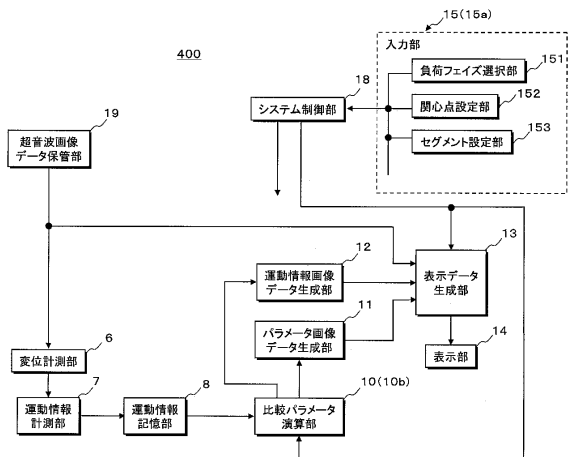 400
15(15a)
入力部
負荷フェイズ選択部
151
関心点設定部
152
セグメント設定部
153
18
システム制御部
19
超音波画像
データ保管部
12
運動情報画像
データ生成部
13
表示データ
生成部
11
パラメータ画像
データ生成部
14
表示部
6
変位計測部
7
運動情報
計測部
8
運動情報
記憶部
10(10b)
比較パラメータ
演算部